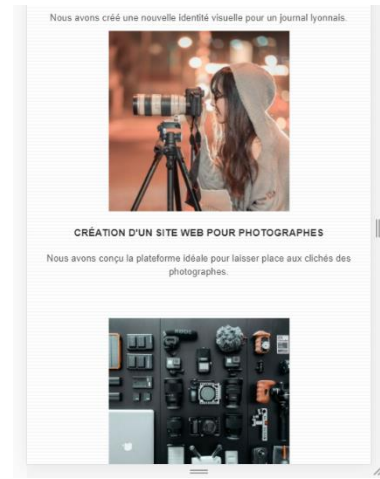 Nous avons créé une nouvelle identité visuelle pour un journal lyonnais.
CRÉATION D'UN SITE WEB POUR PHOTOGRAPHES
Nous avons conçu la plateforme idéale pour laisser place aux clichés des
photographes.